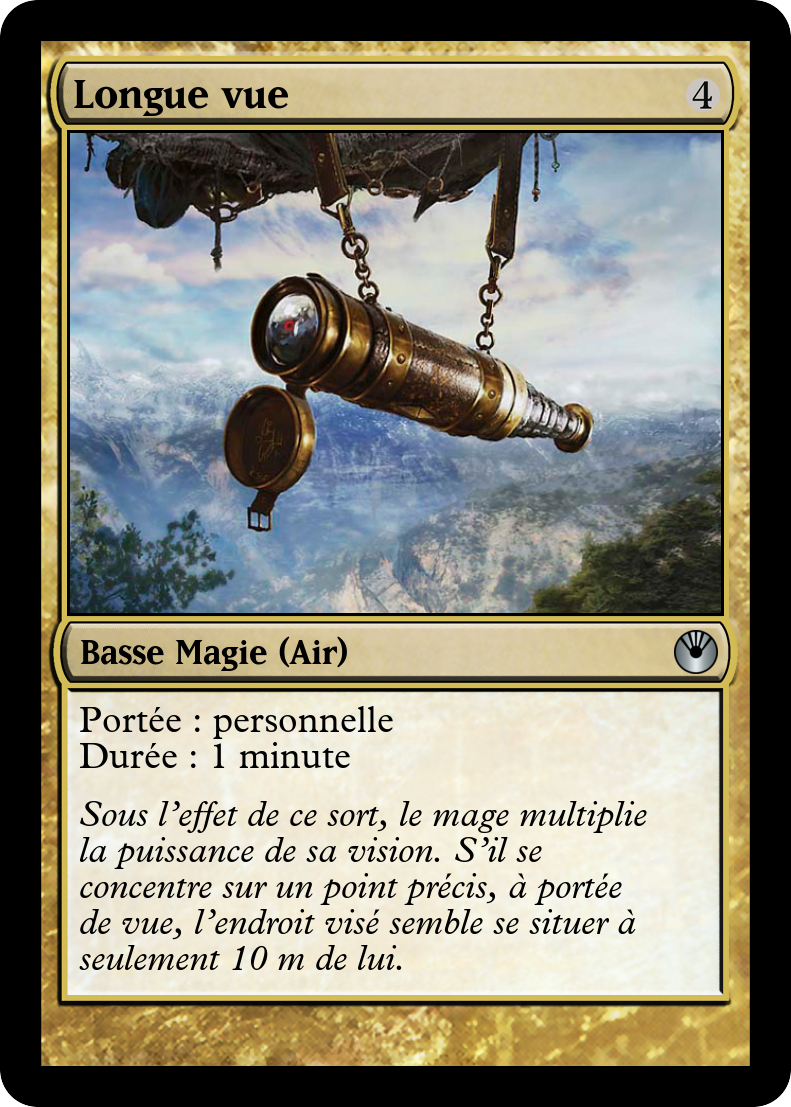 Longue vue
4
Basse Magie (Air)
Portée : personnelle
Durée : 1 minute
Sous l'effet de ce sort, le mage multiplie
la puissance de sa vision. S'il se
concentre sur un point précis, à portée
de vue, l'endroit visé semble se situer à
seulement 10 m de lui.